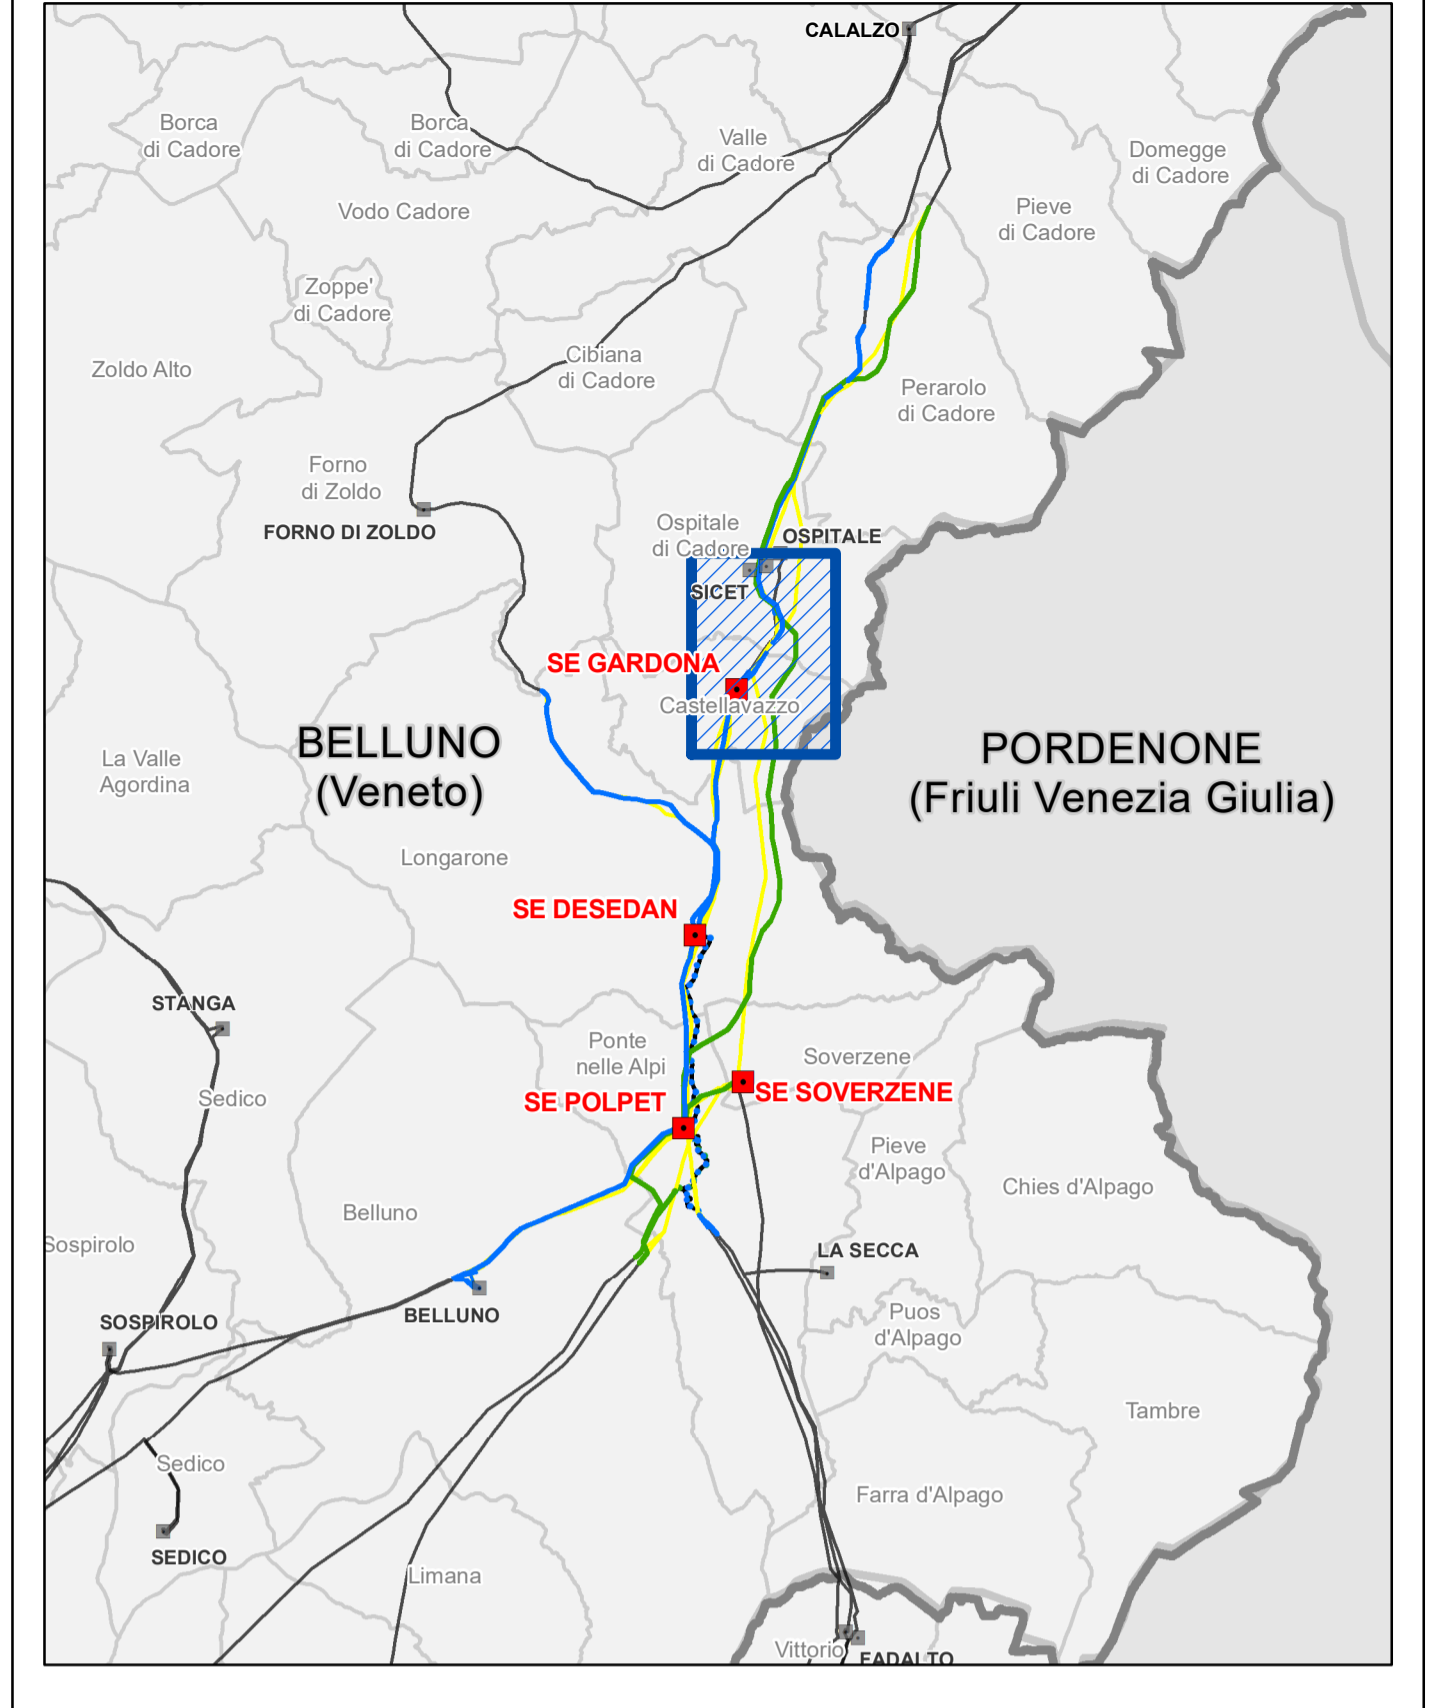 CALALZO
Borca
di Cadore
Borca
di Cadore
Valle
di Cadore
Domegge
di Cadore
Vodo Cadore
Pieve
di Cadore
Zoppe'
di Cadore
Zoldo Alto
Cibiana
di Cadore
Perarolo
di Cadore
Forno
di Zoldo
FORNO DI ZOLDO
Ospitale
di Cadore
OSPITALE
SICET
SE GARDONA
Castellavazzo
BELLUNO
(Veneto)
PORDENONE
(Friuli Venezia Giulia)
La Valle
Agordina
Longarone
SE DESEDAN
STANGA
Ponte
nelle Alpi
Soverzene
SE SOVERZENE
Sedico
SE POLPET
Pieve
d'Alpago
Chies d'Alpago
Belluno
Sospirolo
LA SECCA
BELLUNO
SOSPIROLO
Puos
d'Alpago
Tambre
Sedico
Farra d'Alpago
SEDICO
Limana
Vittorio
FADALTO